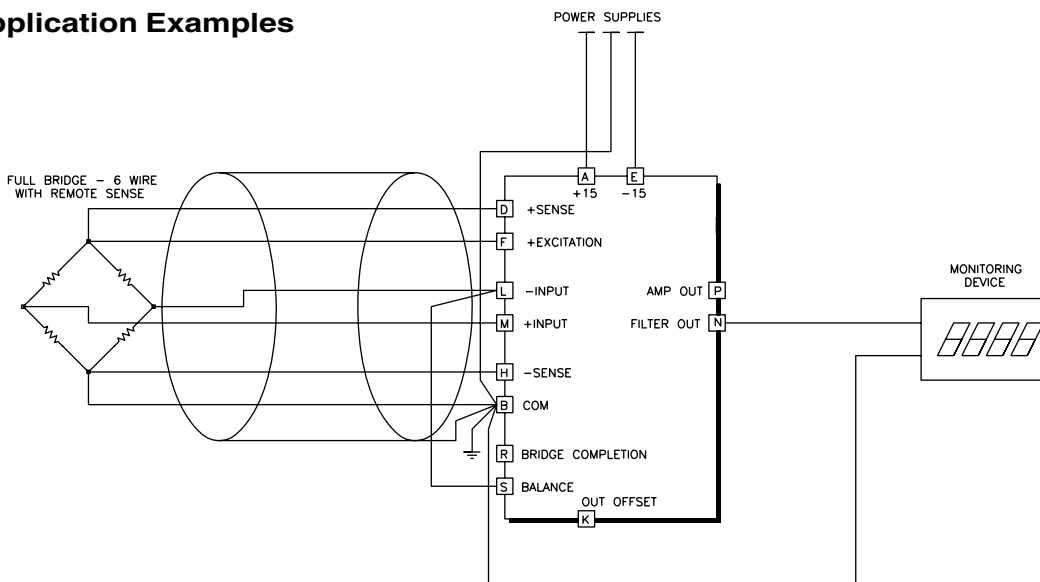 pplication Examples
POWER SUPPLIES
FULL BRIDGE - 6 WIRE
WITH REMOTE SENSE
A
E
+15
-15
D
+SENSE
F
+EXCITATION
L
-INPUT
AMP OUT
P
M
+INPUT
FILTER OUT
N
MONITORING
DEVICE
H
-SENSE
B
COM
R
BRIDGE COMPLETION
S
BALANCE
OUT OFFSET
K